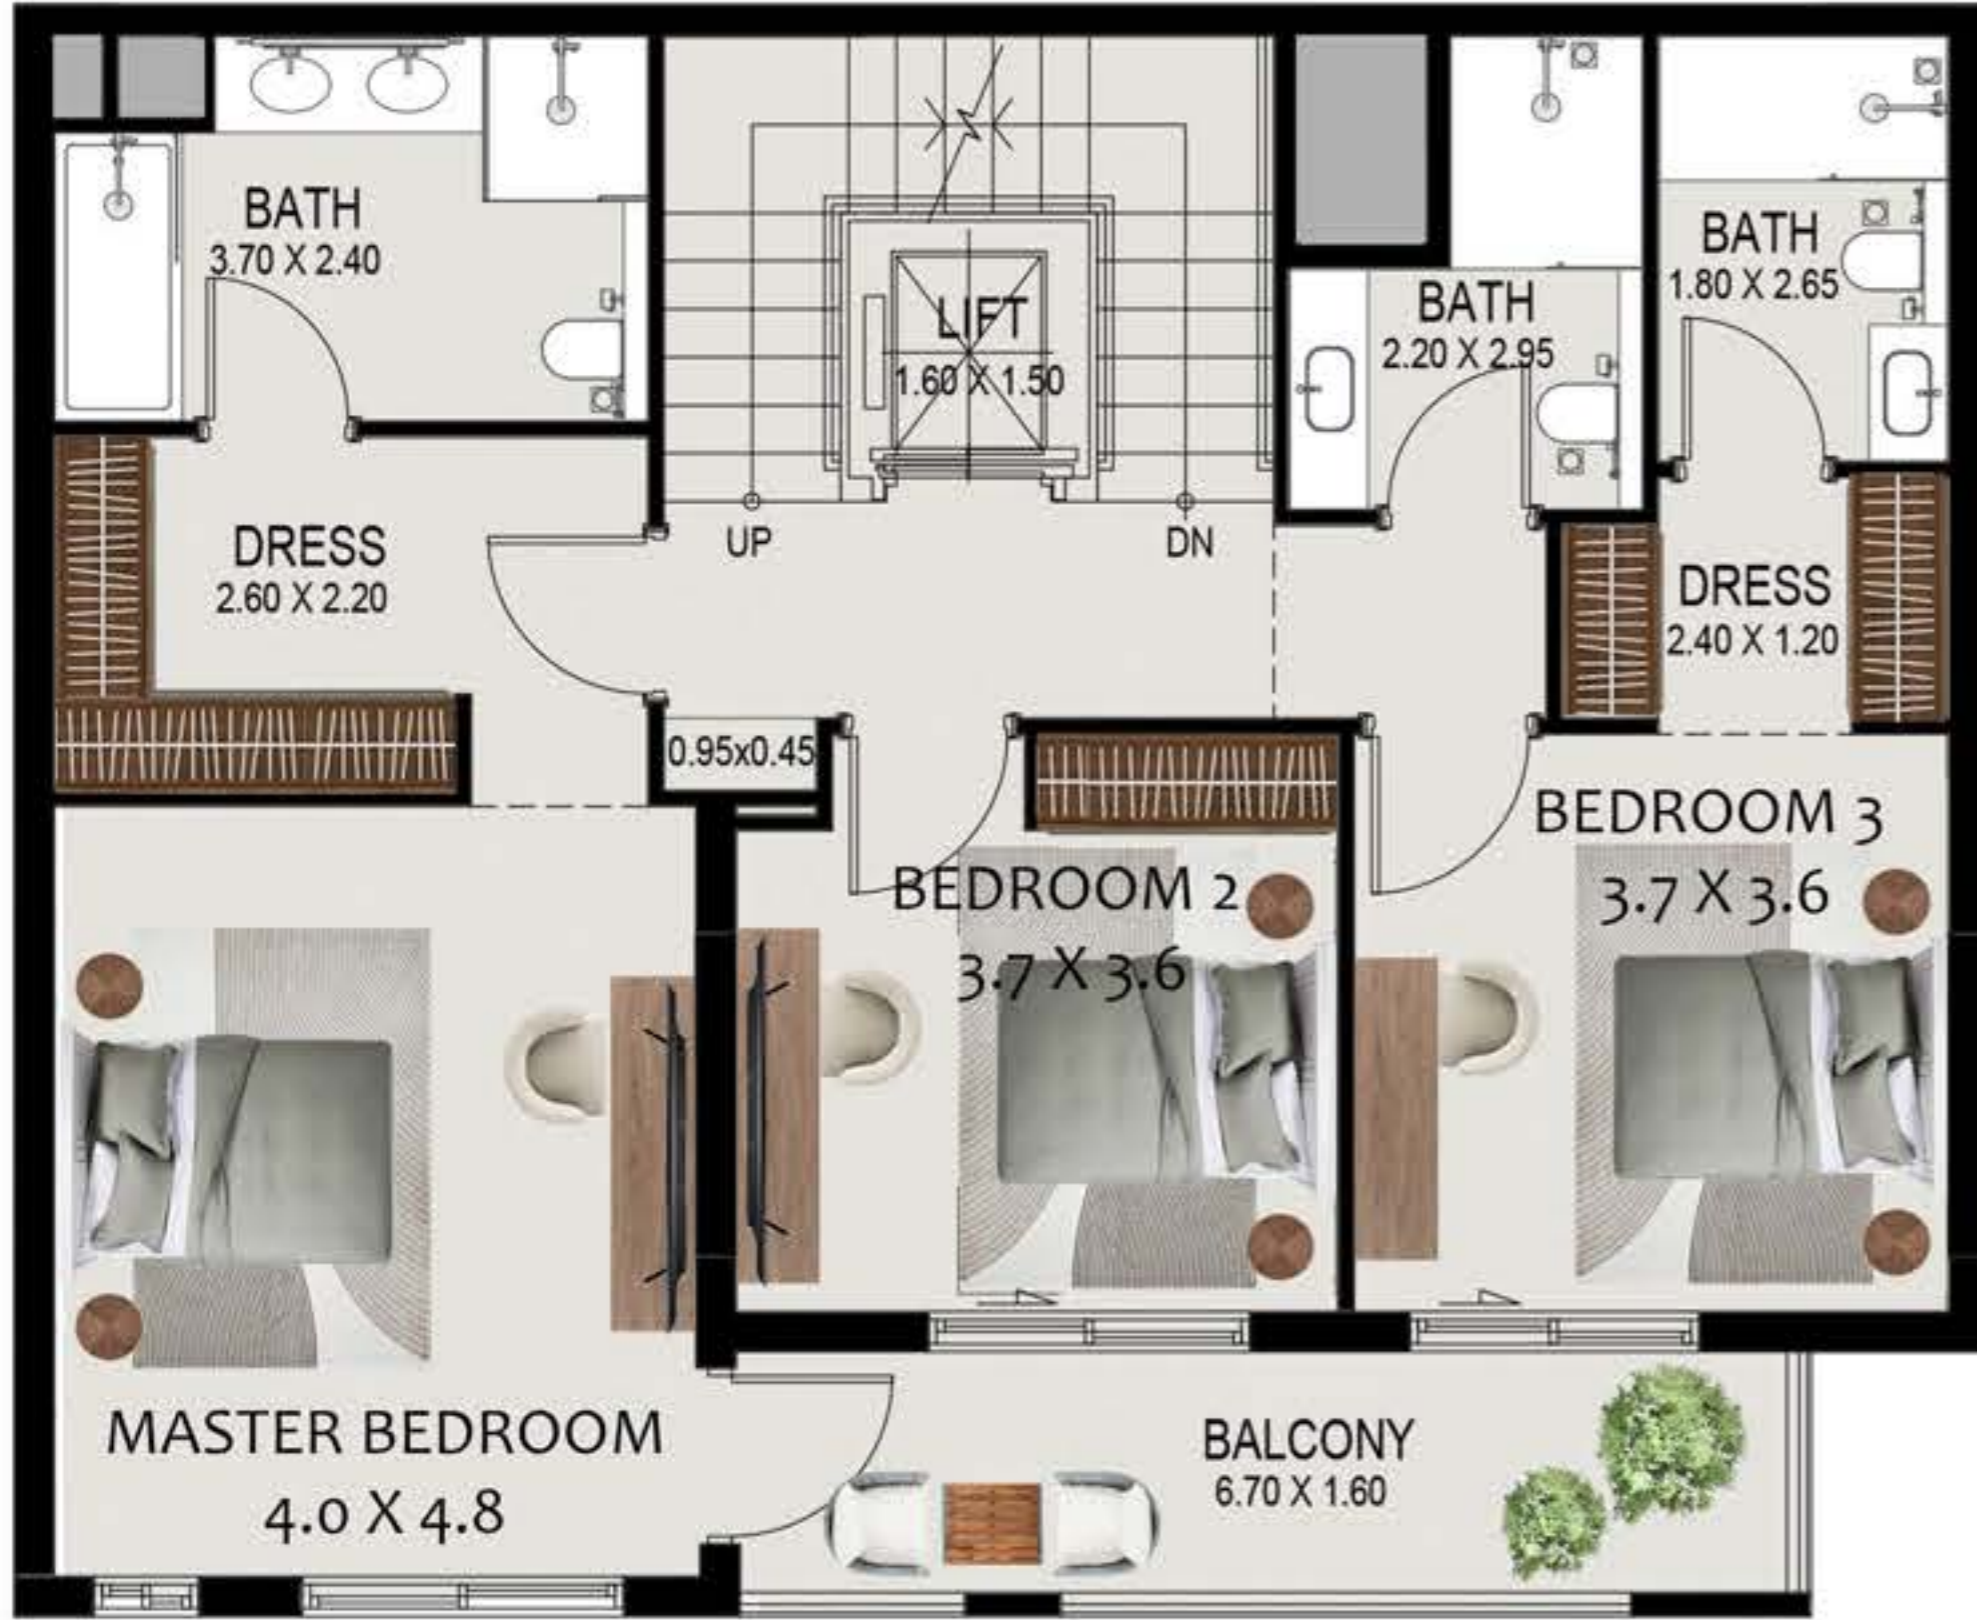 BATH
3.70 X 2.40
LIFT
1.60 X 1.50
BATH
2.20 X 2.95
BATH
1.80 X 2.65
DRESS
2.60 X 2.20
UP
DN
DRESS
2.40 X 1.20
0.95x0.45
BEDROOM 2
3.7 X 3.6
BEDROOM 3
3.7 X 3.6
MASTER BEDROOM
4.0 X 4.8
BALCONY
6.70 X 1.60